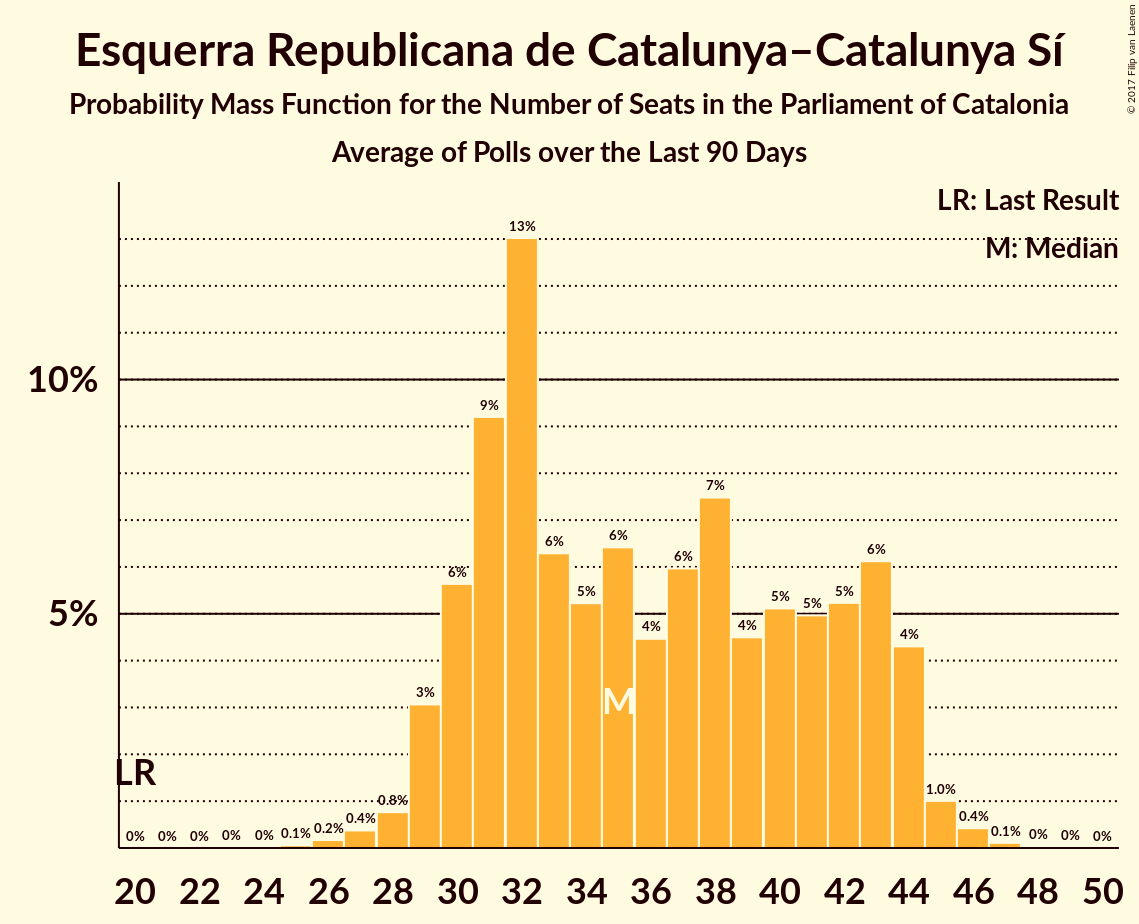 Esquerra Republicana de Catalunya–Catalunya Sí
Probability Mass Function for the Number of Seats in the Parliament of Catalonia
Average of Polls over the Last 90 Days
© 2017 Filip van Laenen
LR: Last Result
M: Median
10%
5%
LR
M
0% 0% 0% 0% 0% 0.1% 0.2% 0.4% 0.8% 3% 6% 9% 13% 6% 5% 6% 4% 6% 7% 4% 5% 5% 5% 6% 4% 1.0% 0.4% 0.1% 0% 0% 0%
20 22 24 26 28 30 32 34 36 38 40 42 44 46 48 50